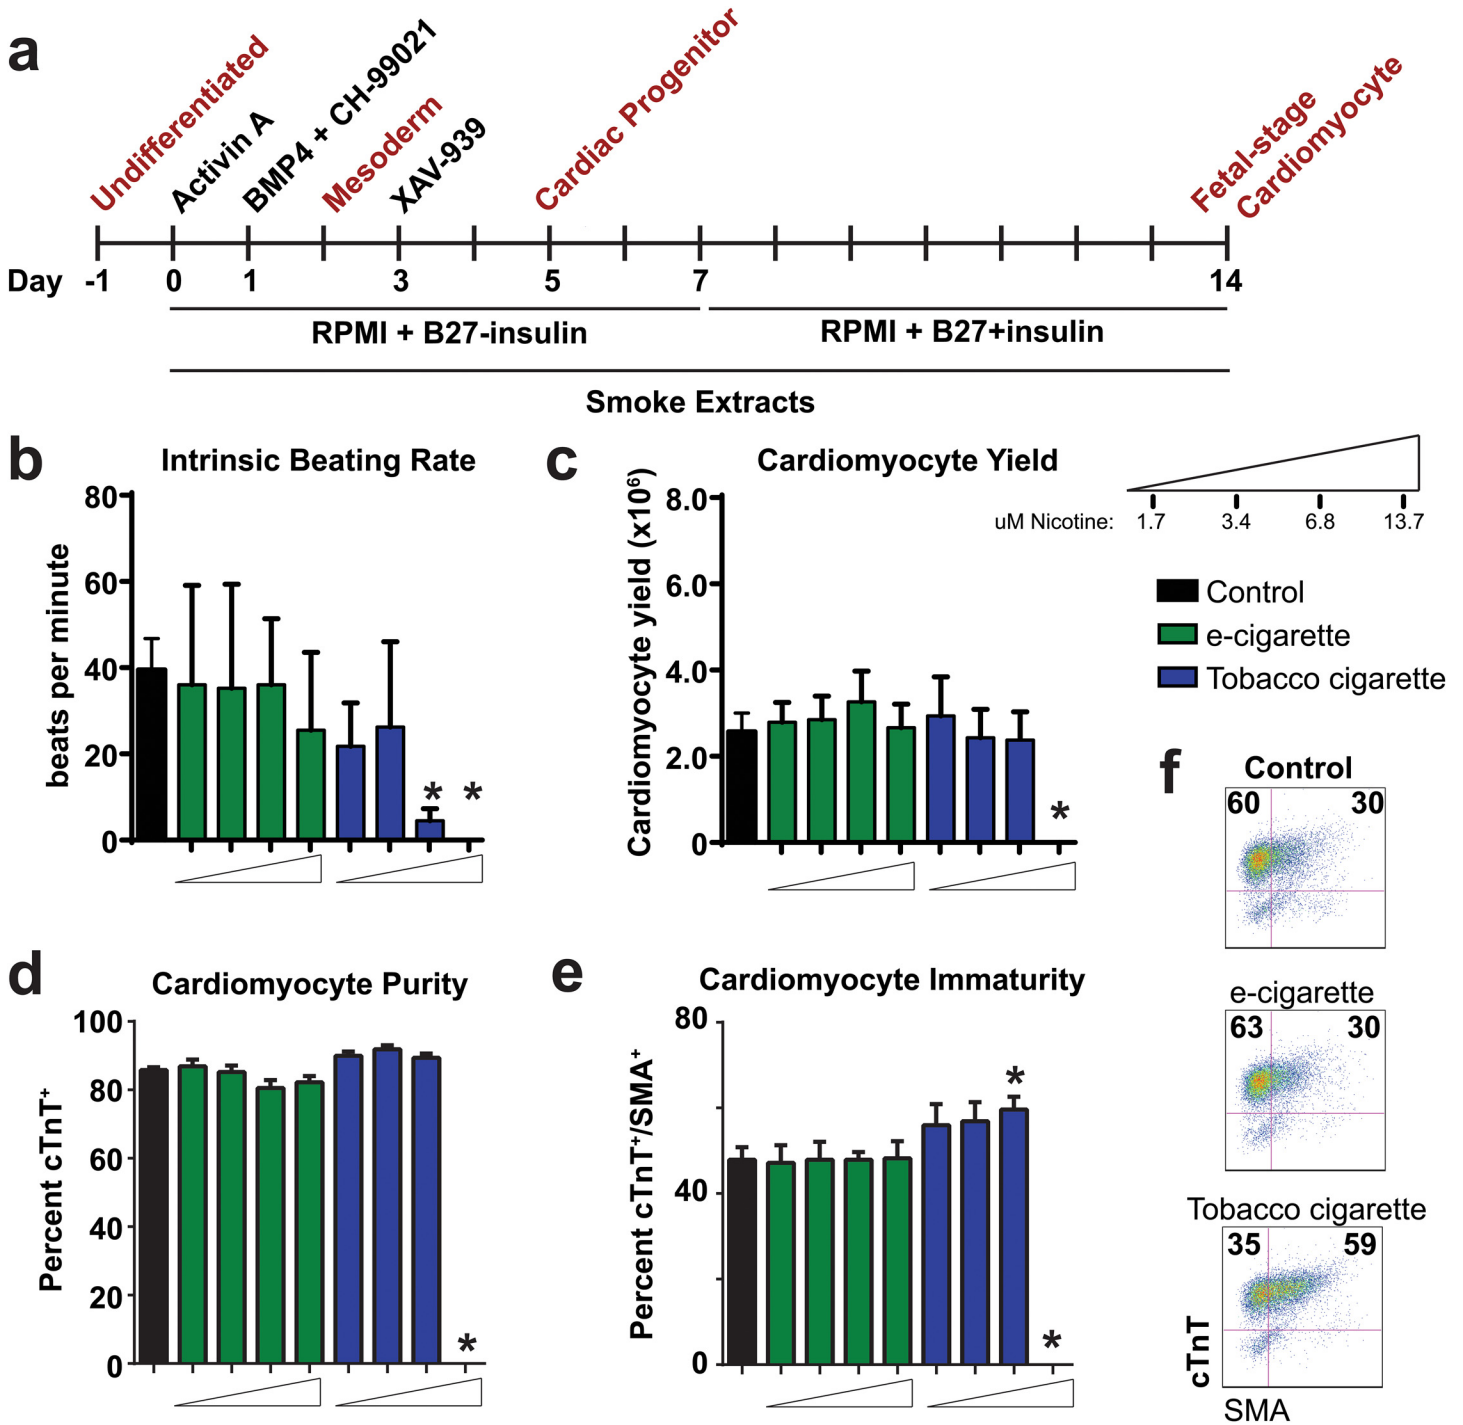 a
Undifferentiated
Activin A
BMP4 + CH-99021
Mesoderm
XAV-939
Cardiac Progenitor
Fetal-stage
Cardiomyocyte
Day -1 0 1 3 5 7 14
RPMI + B27-insulin
RPMI + B27+insulin
Smoke Extracts
b
Intrinsic Beating Rate
beats per minute
80
60
40
20
0
* *
c
Cardiomyocyte Yield
Cardiomyocyte yield (x10⁶)
8.0
6.0
4.0
2.0
0
*
uM Nicotine: 1.7 3.4 6.8 13.7
Control
e-cigarette
Tobacco cigarette
d
Cardiomyocyte Purity
Percent cTnT⁺
100
80
60
40
20
0
*
e
Cardiomyocyte Immaturity
Percent cTnT⁺/SMA⁺
80
40
0
*
*
f
Control
60 30
e-cigarette
63 30
Tobacco cigarette
35 59
cTnT
SMA